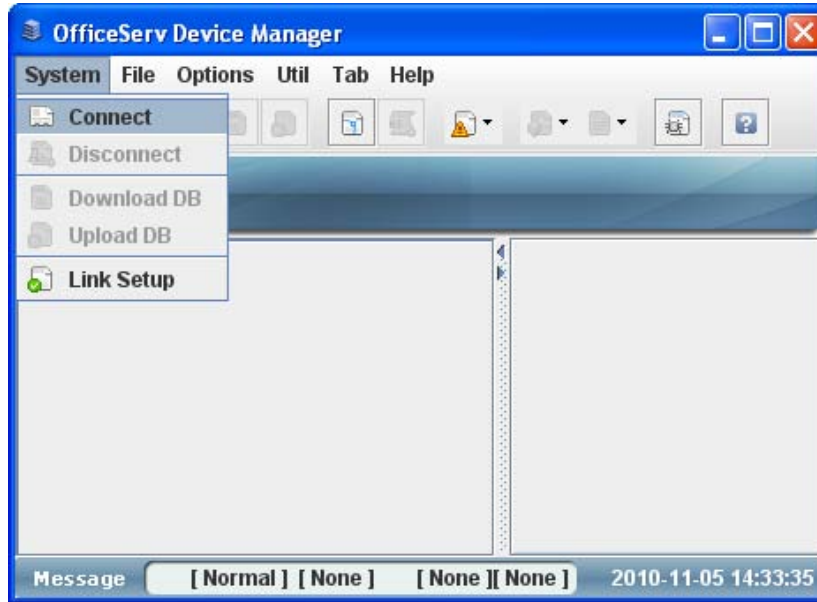 OfficeServ Device Manager
System File Options Util Tab Help
Connect
Disconnect
Download DB
Upload DB
Link Setup
Message [ Normal ] [ None ] [ None ][ None ] 2010-11-05 14:33:35